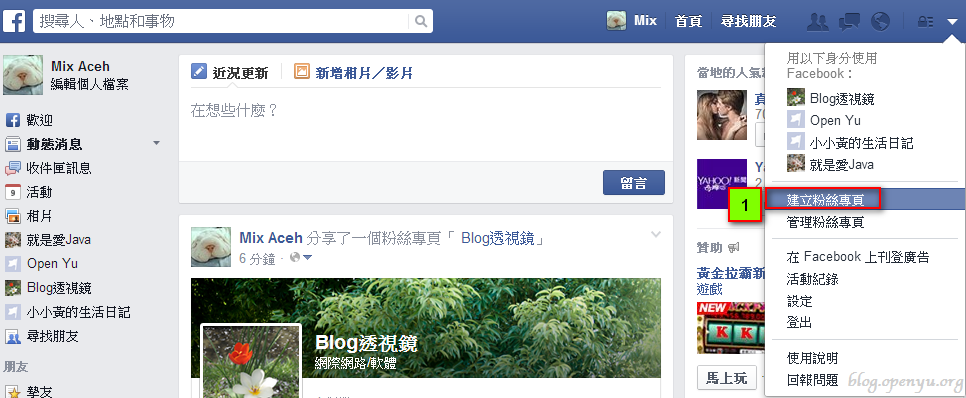 搜尋人、地點和事物
Mix
首頁
尋找朋友
Mix Aceh
編輯個人檔案
歡迎
動態消息
收件匣訊息
活動
相片
就是愛Java
Open Yu
Blog透視鏡
小小黃的生活日記
尋找朋友
朋友
摯友
近況更新
新增相片／影片
在想些什麼？
留言
Mix Aceh 分享了一個粉絲專頁「 Blog透視鏡」
6 分鐘 ·
Blog透視鏡
網際網路/軟體
當地的人氣
真
YAHOO!
新聞
贊助
黃金拉霸新
遊戲
NEW
K K
馬上玩
用以下身分使用
Facebook：
Blog透視鏡
Open Yu
小小黃的生活日記
就是愛Java
1
建立粉絲專頁
管理粉絲專頁
在 Facebook 上刊登廣告
活動紀錄
設定
登出
使用說明
回報問題
blog.openyu.org